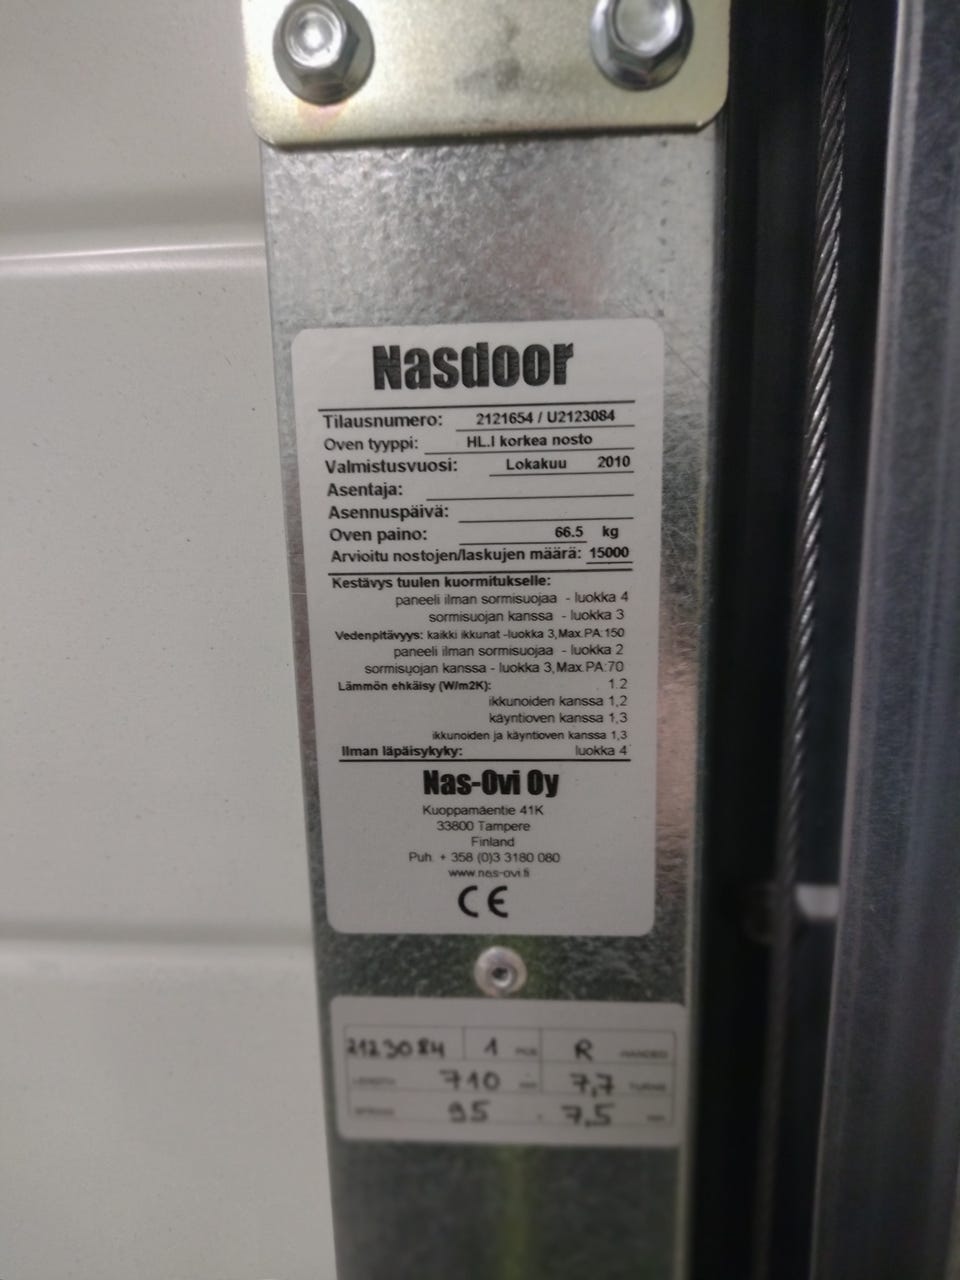 Nasdoor
Tilausnumero: 2121654 / U2123084
Oven tyyppi: HL.I korkea nosto
Valmistusvuosi: Lokakuu 2010
Asentaja:
Asennuspäivä:
Oven paino: 66.5 kg
Arvioitu nostojen/laskujen määrä: 15000
Kestävys tuulen kuormitukselle:
paneeli ilman sormisuojaa - luokka 4
sormisuojan kanssa - luokka 3
Vedenpitävyys: kaikki ikkunat -luokka 3,Max.PA:150
paneeli ilman sormisuojaa - luokka 2
sormisuojan kanssa - luokka 3,Max.PA:70
Lämmön ehkäisy (W/m2K): 1.2
ikkunoiden kanssa 1,2
käyntioven kanssa 1,3
ikkunoiden ja käyntioven kanssa 1,3
Ilman läpäisykyky: luokka 4
Nas-Ovi Oy
Kuoppamäentie 41K
33800 Tampere
Finland
Puh. + 358 (0)3 3180 080
www.nas-ovi.fi
CE
2123084 1 PCS R HANDED
LENGTH 710 mm 7,7 TURNS
95 7,5